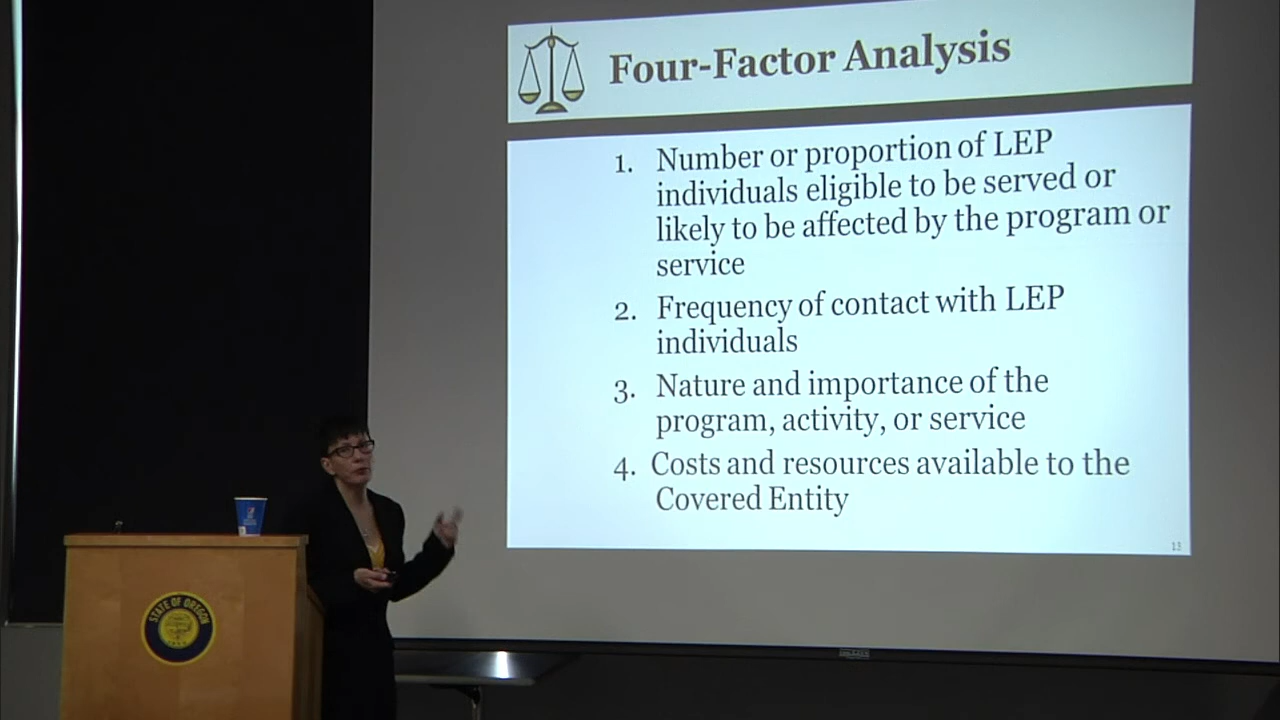 Four-Factor Analysis
1. Number or proportion of LEP
individuals eligible to be served or
likely to be affected by the program or
service
2. Frequency of contact with LEP
individuals
3. Nature and importance of the
program, activity, or service
4. Costs and resources available to the
Covered Entity
13
STATE OF OREGON